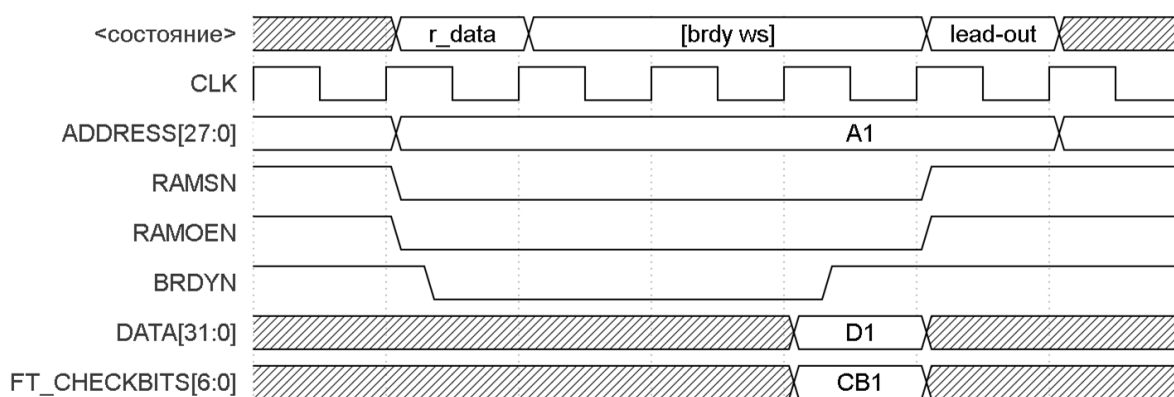 <состояние> r_data [brdy ws] lead-out
CLK
ADDRESS[27:0] A1
RAMSN
RAMOEN
BRDYN
DATA[31:0] D1
FT_CHECKBITS[6:0] CB1